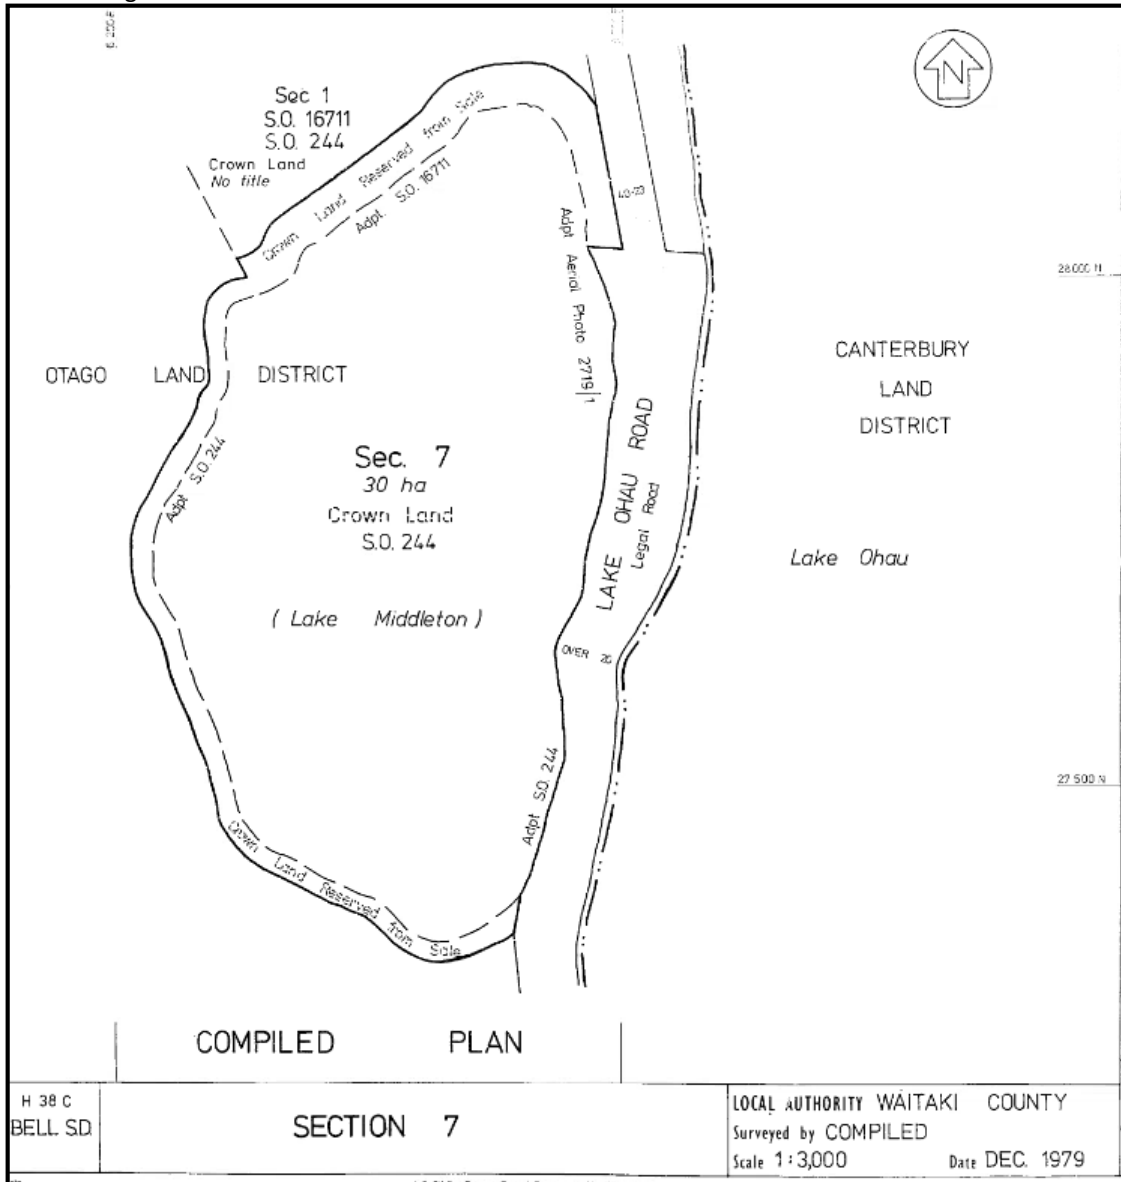 N
Sec 1
S.O. 16711
S.O. 244
Crown Land
No title
Crown Land Reserved from Sale
Adpt. S.O. 16711
40·23
Adpt Aerial Photo 2719/1
28 000 N
OTAGO LAND DISTRICT
CANTERBURY
LAND
DISTRICT
Adpt S.O. 244
Sec. 7
30 ha
Crown Land
S.O. 244
LAKE OHAU ROAD
Legal Road
Lake Ohau
( Lake Middleton )
OVER 20
Adpt S.O. 244
27 500 N
Crown Land Reserved from Sale
COMPILED PLAN
H 38 C
BELL S.D.
SECTION 7
LOCAL AUTHORITY WAITAKI COUNTY
Surveyed by COMPILED
Scale 1:3,000 Date DEC. 1979